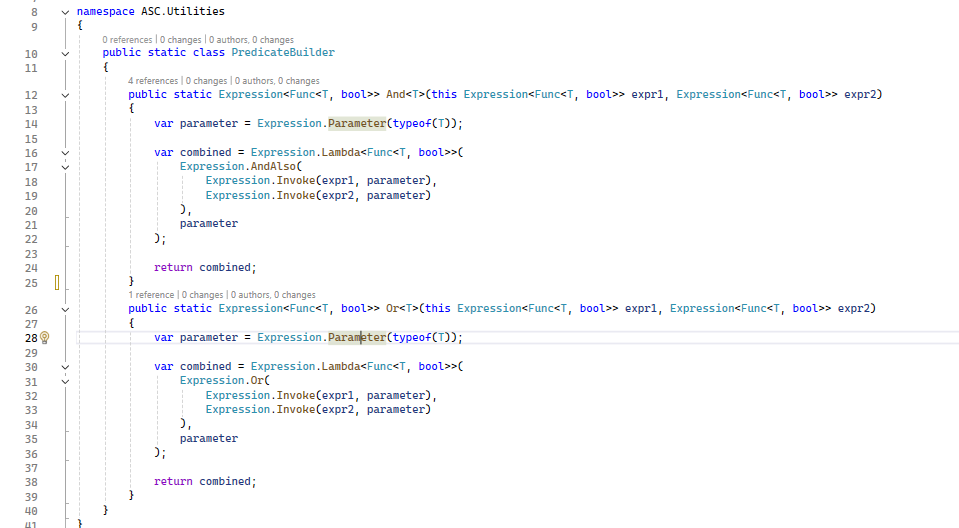 8 namespace ASC.Utilities
9 {
0 references | 0 changes | 0 authors, 0 changes
10 public static class PredicateBuilder
11 {
4 references | 0 changes | 0 authors, 0 changes
12 public static Expression<Func<T, bool>> And<T>(this Expression<Func<T, bool>> expr1, Expression<Func<T, bool>> expr2)
13 {
14 var parameter = Expression.Parameter(typeof(T));
15
16 var combined = Expression.Lambda<Func<T, bool>>(
17 Expression.AndAlso(
18 Expression.Invoke(expr1, parameter),
19 Expression.Invoke(expr2, parameter)
20 ),
21 parameter
22 );
23
24 return combined;
25 }
1 reference | 0 changes | 0 authors, 0 changes
26 public static Expression<Func<T, bool>> Or<T>(this Expression<Func<T, bool>> expr1, Expression<Func<T, bool>> expr2)
27 {
28 var parameter = Expression.Parameter(typeof(T));
29
30 var combined = Expression.Lambda<Func<T, bool>>(
31 Expression.Or(
32 Expression.Invoke(expr1, parameter),
33 Expression.Invoke(expr2, parameter)
34 ),
35 parameter
36 );
37
38 return combined;
39 }
40 }
41 }